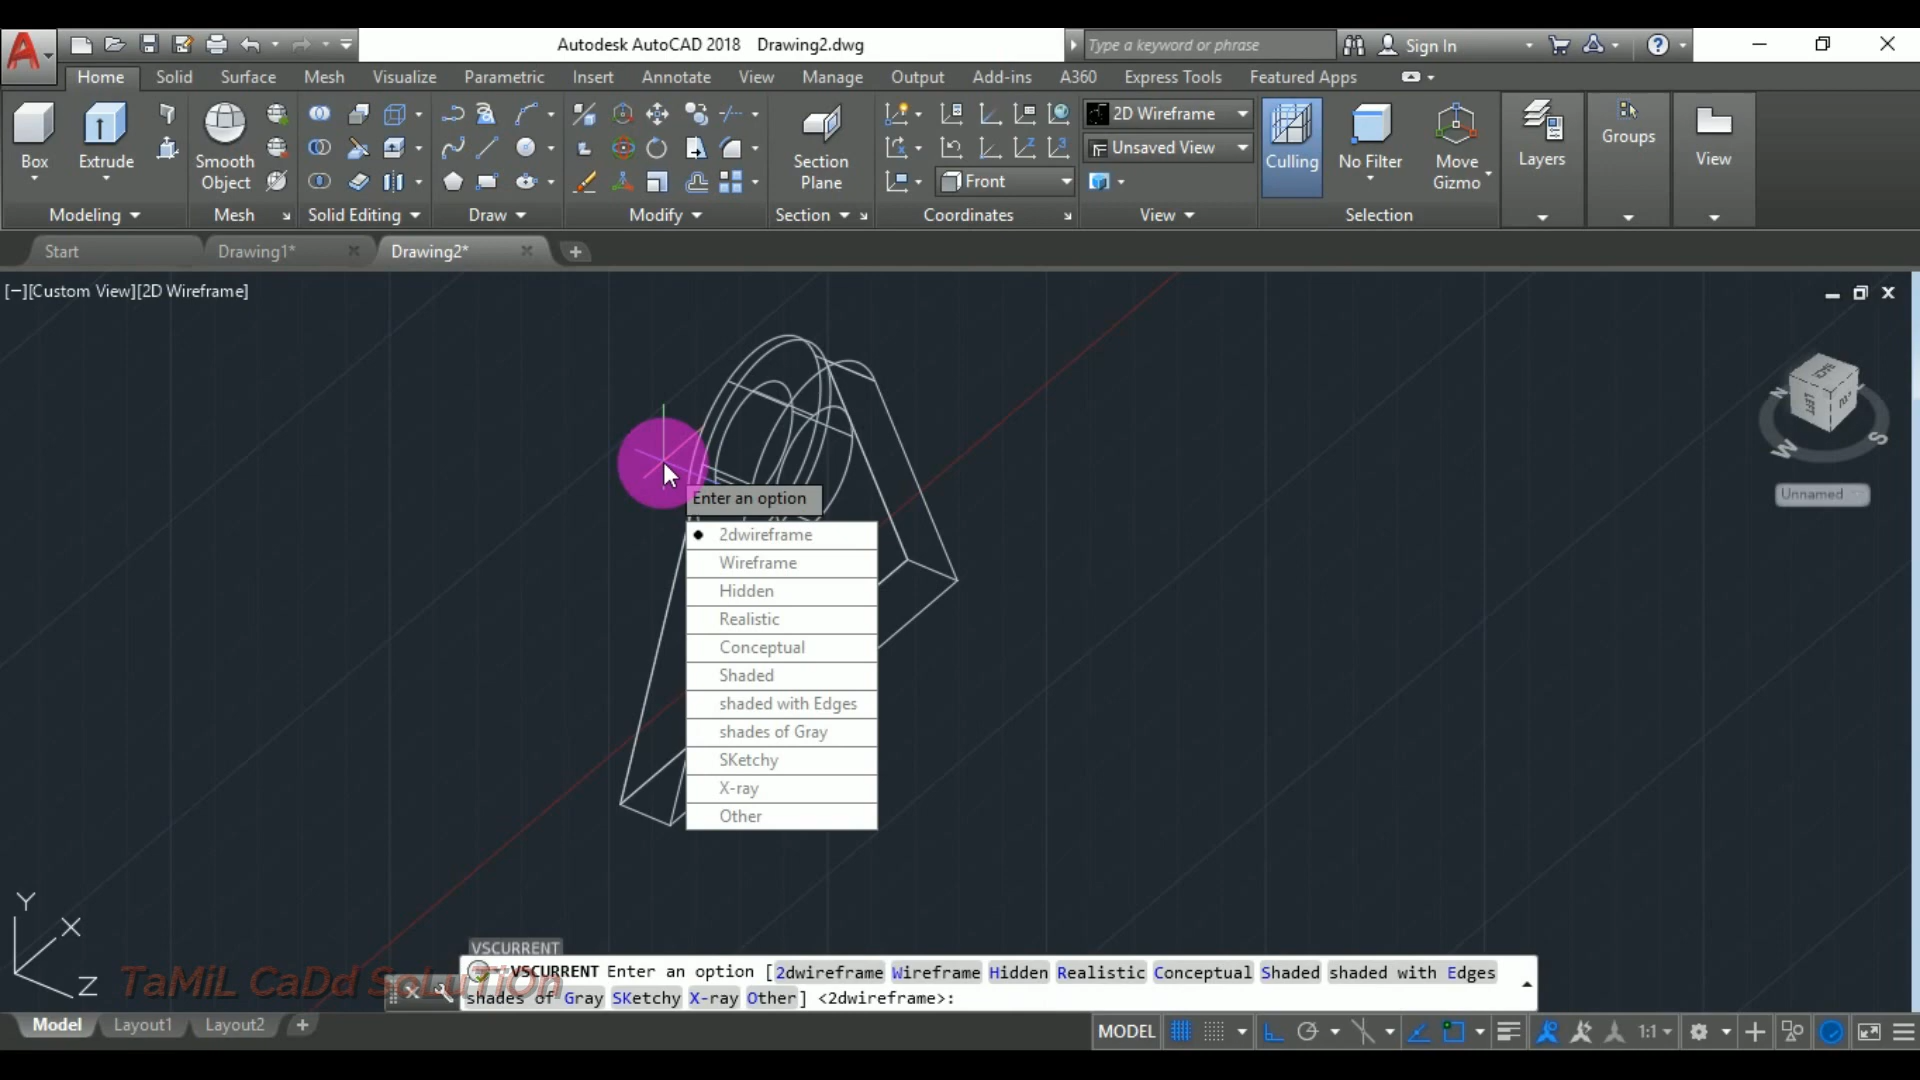 Autodesk AutoCAD 2018 Drawing2.dwg
Type a keyword or phrase
Sign In
Home Solid Surface Mesh Visualize Parametric Insert Annotate View Manage Output Add-ins A360 Express Tools Featured Apps
Box
Extrude
Smooth Object
Section Plane
2D Wireframe
Unsaved View
Front
Culling
No Filter
Move Gizmo
Layers
Groups
View
Modeling Mesh Solid Editing Draw Modify Section Coordinates View Selection
Start Drawing1* Drawing2*
[−][Custom View][2D Wireframe]
BACK
LEFT
N
W
S
Unnamed
Enter an option
2dwireframe
Wireframe
Hidden
Realistic
Conceptual
Shaded
shaded with Edges
shades of Gray
SKetchy
X-ray
Other
Y
X
Z
TaMiL CaDd SoLuTiOn
VSCURRENT
VSCURRENT Enter an option [2dwireframe Wireframe Hidden Realistic Conceptual Shaded shaded with Edges
shades of Gray SKetchy X-ray Other] <2dwireframe>:
Model Layout1 Layout2
MODEL
1:1